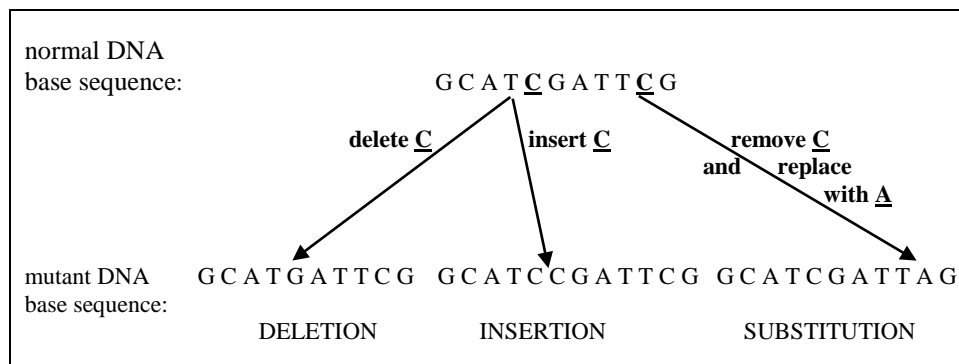 normal DNA
base sequence:
G C A T C G A T T C G
delete C
insert C
remove C
and replace
with A
mutant DNA
base sequence:
G C A T G A T T C G
G C A T C C G A T T C G
G C A T C G A T T A G
DELETION
INSERTION
SUBSTITUTION